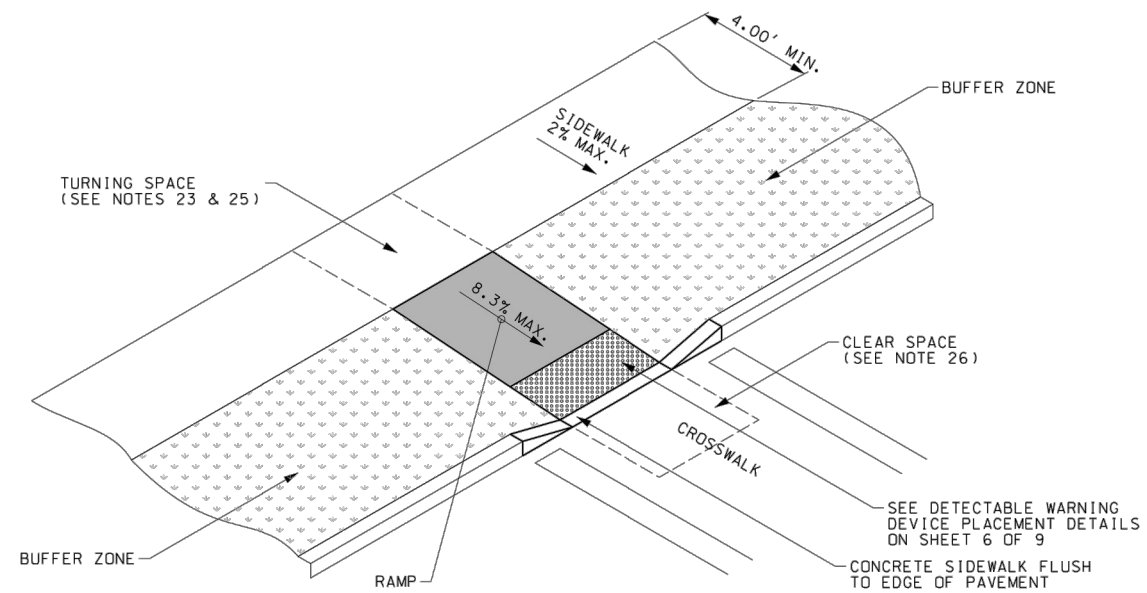 4.00' MIN.
BUFFER ZONE
SIDEWALK
2% MAX.
TURNING SPACE
(SEE NOTES 23 & 25)
8.3% MAX.
CLEAR SPACE
(SEE NOTE 26)
CROSSWALK
SEE DETECTABLE WARNING
DEVICE PLACEMENT DETAILS
ON SHEET 6 OF 9
BUFFER ZONE
RAMP
CONCRETE SIDEWALK FLUSH
TO EDGE OF PAVEMENT